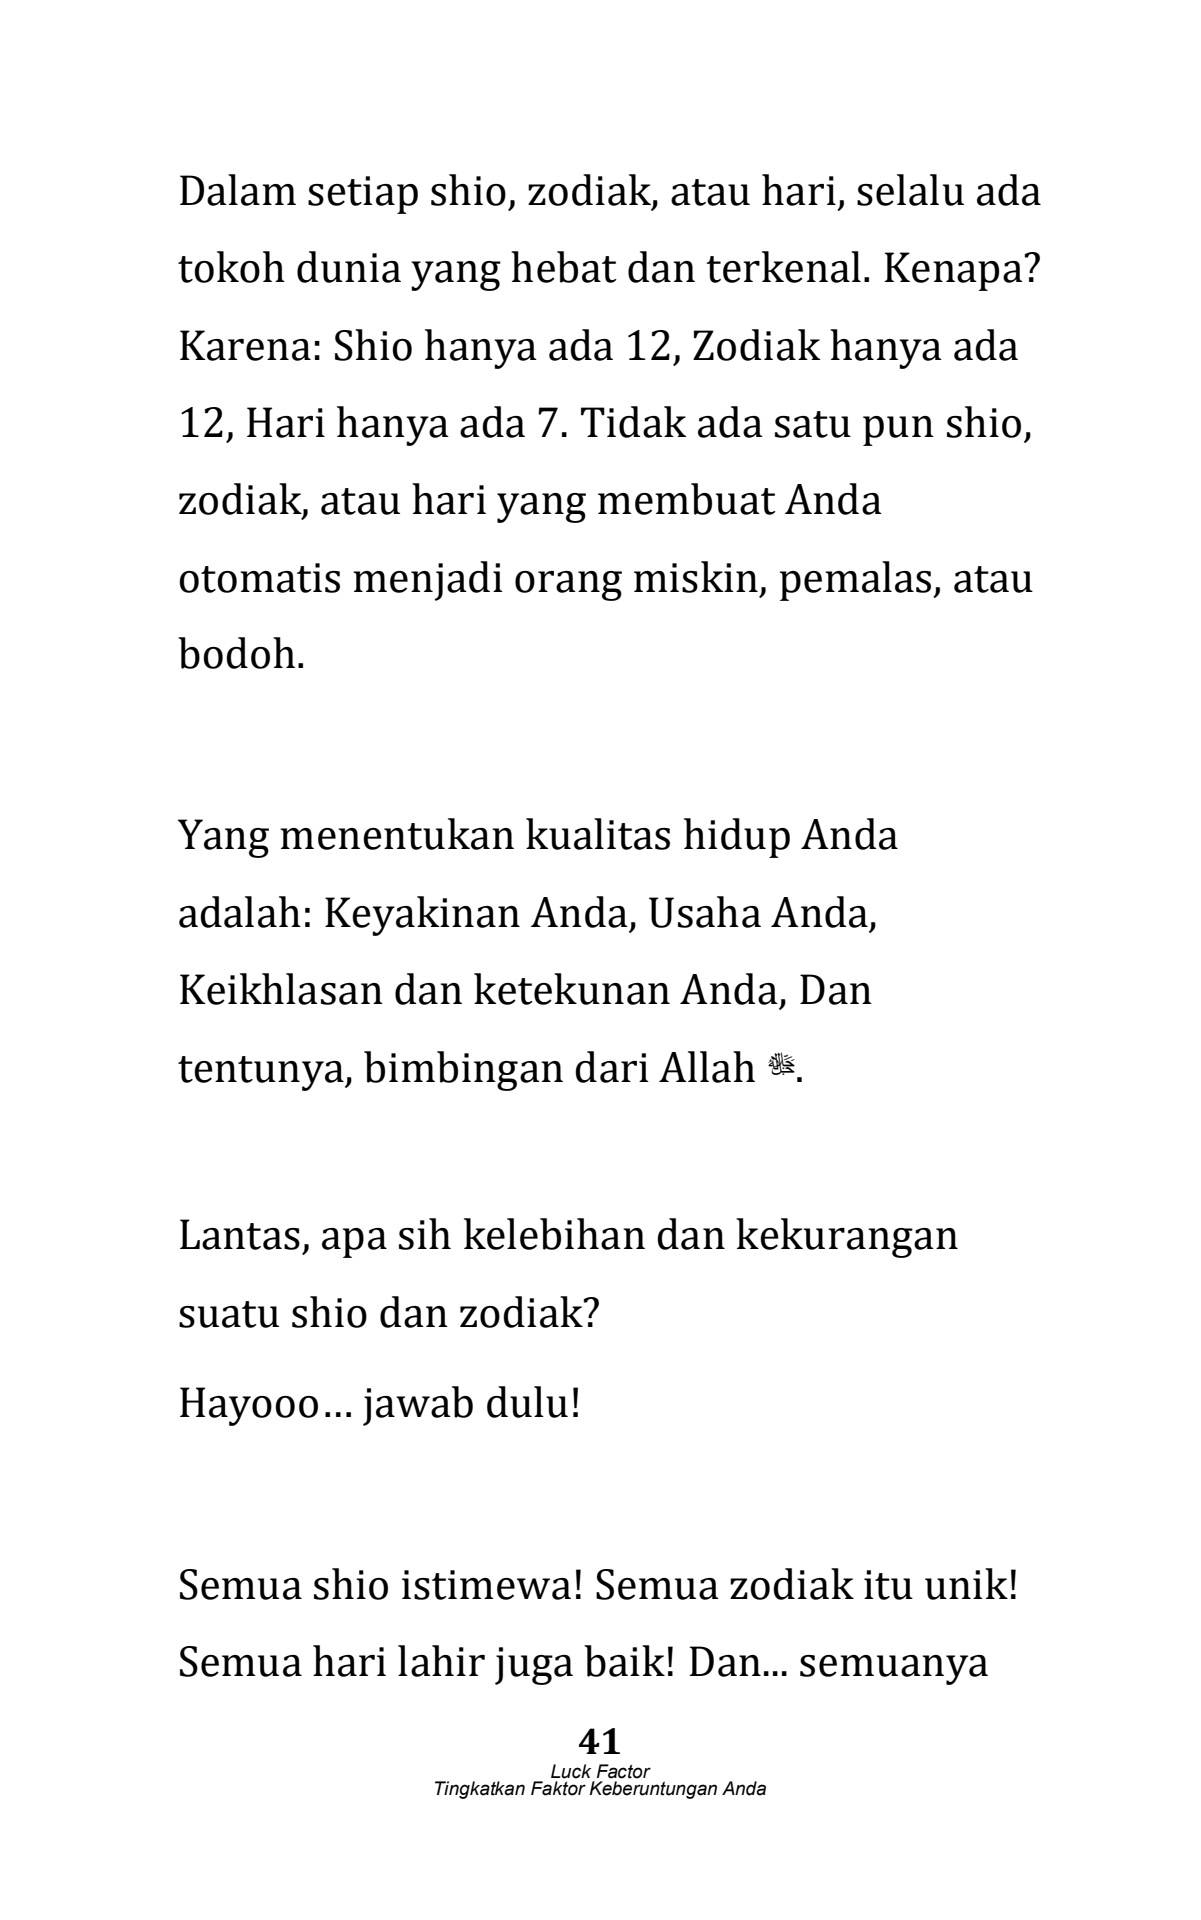 Dalam setiap shio, zodiak, atau hari, selalu ada
tokoh dunia yang hebat dan terkenal. Kenapa?
Karena: Shio hanya ada 12, Zodiak hanya ada
12, Hari hanya ada 7. Tidak ada satu pun shio,
zodiak, atau hari yang membuat Anda
otomatis menjadi orang miskin, pemalas, atau
bodoh.
Yang menentukan kualitas hidup Anda
adalah: Keyakinan Anda, Usaha Anda,
Keikhlasan dan ketekunan Anda, Dan
tentunya, bimbingan dari Allah ﷻ.
Lantas, apa sih kelebihan dan kekurangan
suatu shio dan zodiak?
Hayooo… jawab dulu!
Semua shio istimewa! Semua zodiak itu unik!
Semua hari lahir juga baik! Dan... semuanya
41
Luck Factor
Tingkatkan Faktor Keberuntungan Anda